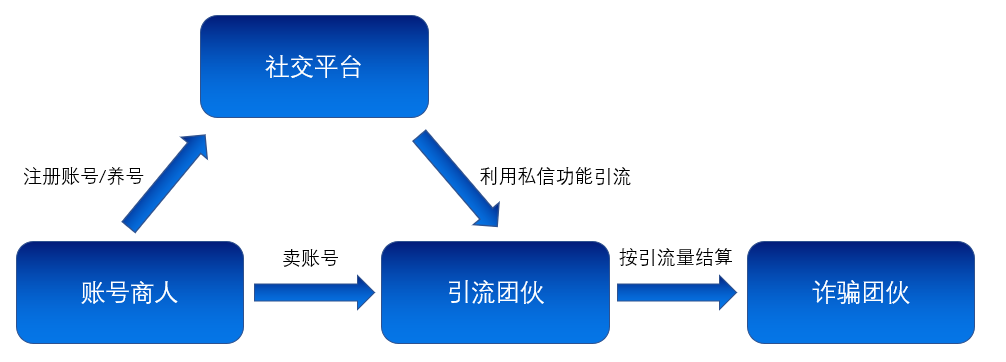 社交平台
注册账号/养号
利用私信功能引流
卖账号
按引流量结算
账号商人
引流团伙
诈骗团伙